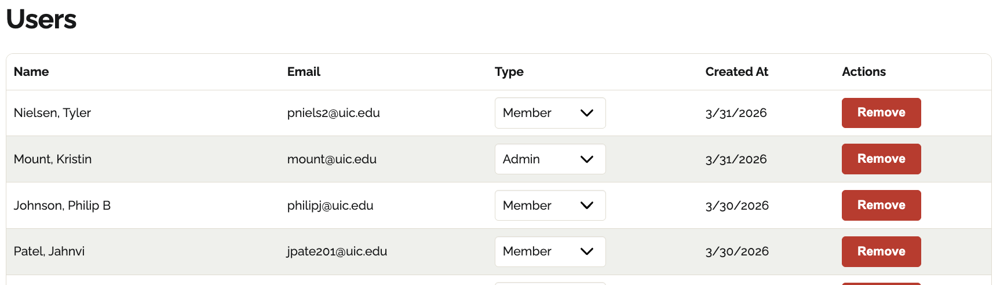 Users
Name Email Type Created At Actions
Nielsen, Tyler pniels2@uic.edu Member 3/31/2026 Remove
Mount, Kristin mount@uic.edu Admin 3/31/2026 Remove
Johnson, Philip B philipj@uic.edu Member 3/30/2026 Remove
Patel, Jahnvi jpate201@uic.edu Member 3/30/2026 Remove